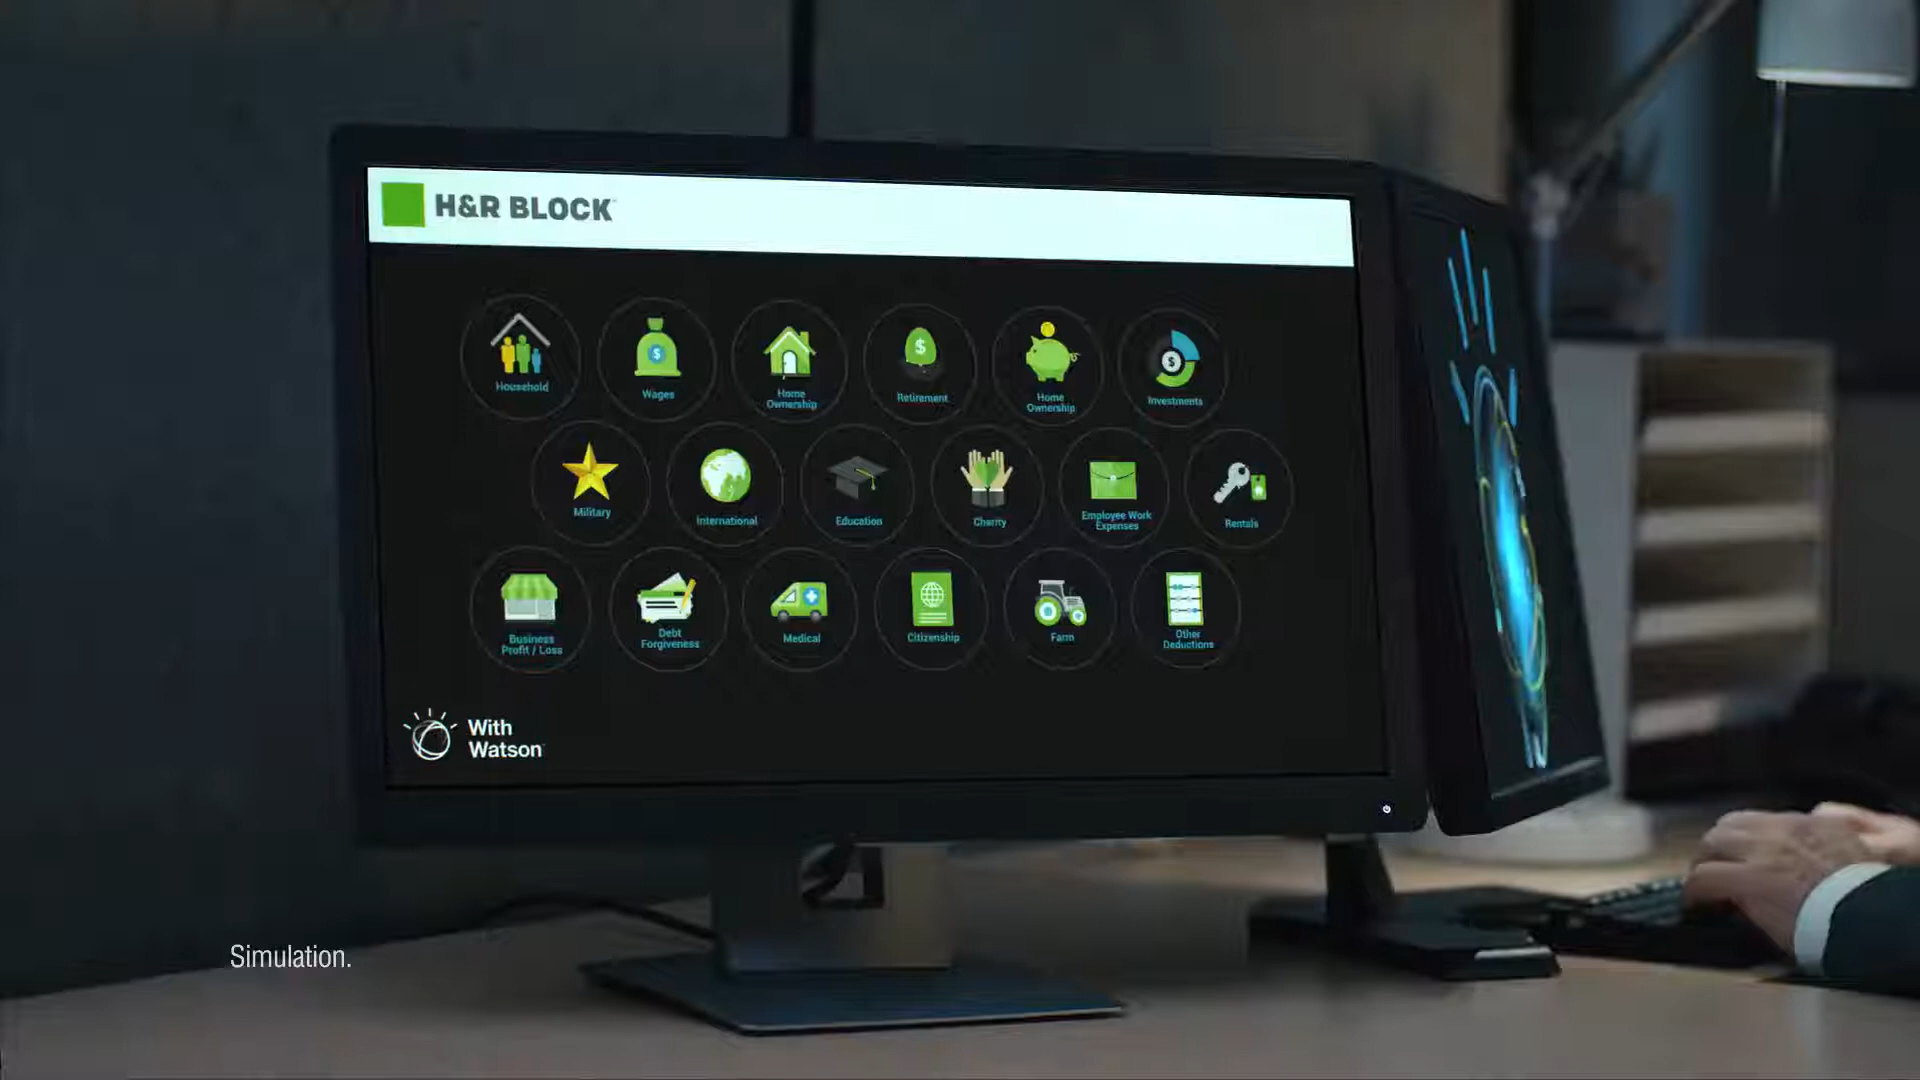 H&R BLOCK
Household
Wages
Home
Ownership
Retirement
Home
Ownership
Investments
Military
International
Education
Charity
Employee Work
Expenses
Rentals
Business
Profit / Loss
Debt
Forgiveness
Medical
Citizenship
Farm
Other
Deductions
With
Watson
Simulation.